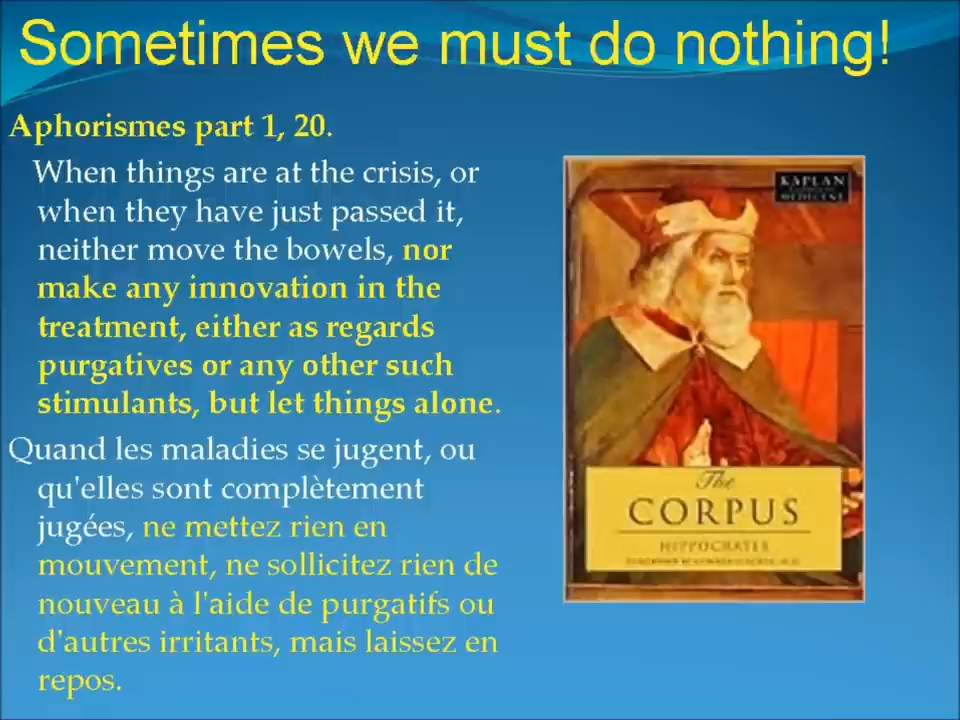 Sometimes we must do nothing!
Aphorismes part 1, 20.
When things are at the crisis, or
when they have just passed it,
neither move the bowels, nor
make any innovation in the
treatment, either as regards
purgatives or any other such
stimulants, but let things alone.
Quand les maladies se jugent, ou
qu'elles sont complètement
jugées, ne mettez rien en
mouvement, ne sollicitez rien de
nouveau à l'aide de purgatifs ou
d'autres irritants, mais laissez en
repos.
KAPLAN
MEDICINE
The
CORPUS
HIPPOCRATES